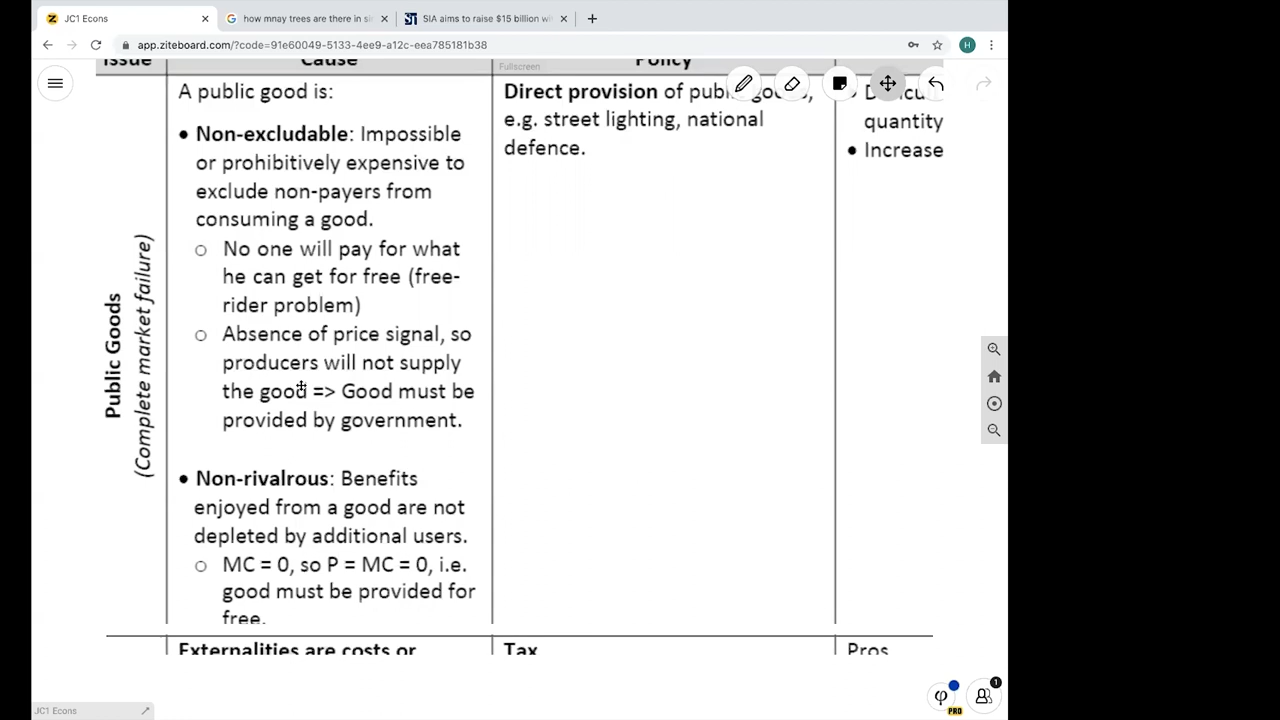 JC1 Econs
how mnay trees are there in si
SIA aims to raise $15 billion wi
app.ziteboard.com/?code=91e60049-5133-4ee9-a12c-eea785181b38
H
Issue
Cause
Fullscreen
Policy
Public Goods
(Complete market failure)
A public good is:
• Non-excludable: Impossible
or prohibitively expensive to
exclude non-payers from
consuming a good.
○ No one will pay for what
he can get for free (free-
rider problem)
○ Absence of price signal, so
producers will not supply
the good => Good must be
provided by government.
• Non-rivalrous: Benefits
enjoyed from a good are not
depleted by additional users.
○ MC = 0, so P = MC = 0, i.e.
good must be provided for
free.
Direct provision of public
e.g. street lighting, national
defence.
quantity
• Increase
Externalities are costs or
Tax
Pros
φ
PRO
1
JC1 Econs